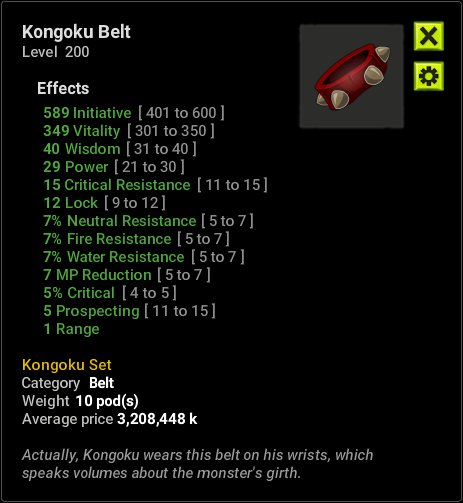 Kongoku Belt
Level 200
Effects
589 Initiative [ 401 to 600 ]
349 Vitality [ 301 to 350 ]
40 Wisdom [ 31 to 40 ]
29 Power [ 21 to 30 ]
15 Critical Resistance [ 11 to 15 ]
12 Lock [ 9 to 12 ]
7% Neutral Resistance [ 5 to 7 ]
7% Fire Resistance [ 5 to 7 ]
7% Water Resistance [ 5 to 7 ]
7 MP Reduction [ 5 to 7 ]
5% Critical [ 4 to 5 ]
5 Prospecting [ 11 to 15 ]
1 Range
Kongoku Set
Category Belt
Weight 10 pod(s)
Average price 3,208,448 k
Actually, Kongoku wears this belt on his wrists, which
speaks volumes about the monster's girth.